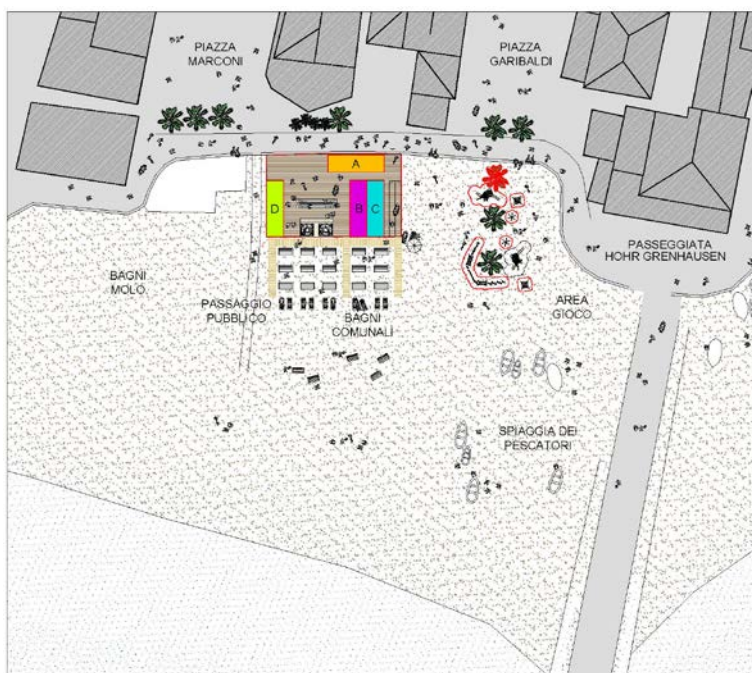 PIAZZA
MARCONI
PIAZZA
GARIBALDI
A
D
B
C
PASSEGGIATA
HOHR GRENHAUSEN
BAGNI
MOLO
PASSAGGIO
PUBBLICO
BAGNI
COMUNALI
AREA
GIOCO
SPIAGGIA DEI
PESCATORI